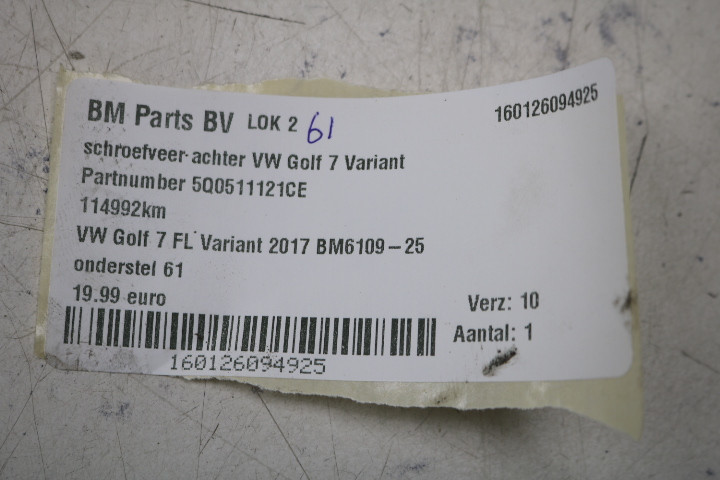 BM Parts BV LOK 2 61
160126094925
schroefveer achter VW Golf 7 Variant
Partnumber 5Q0511121CE
114992km
VW Golf 7 FL Variant 2017 BM6109-25
onderstel 61
19.99 euro
Verz: 10
Aantal: 1
160126094925